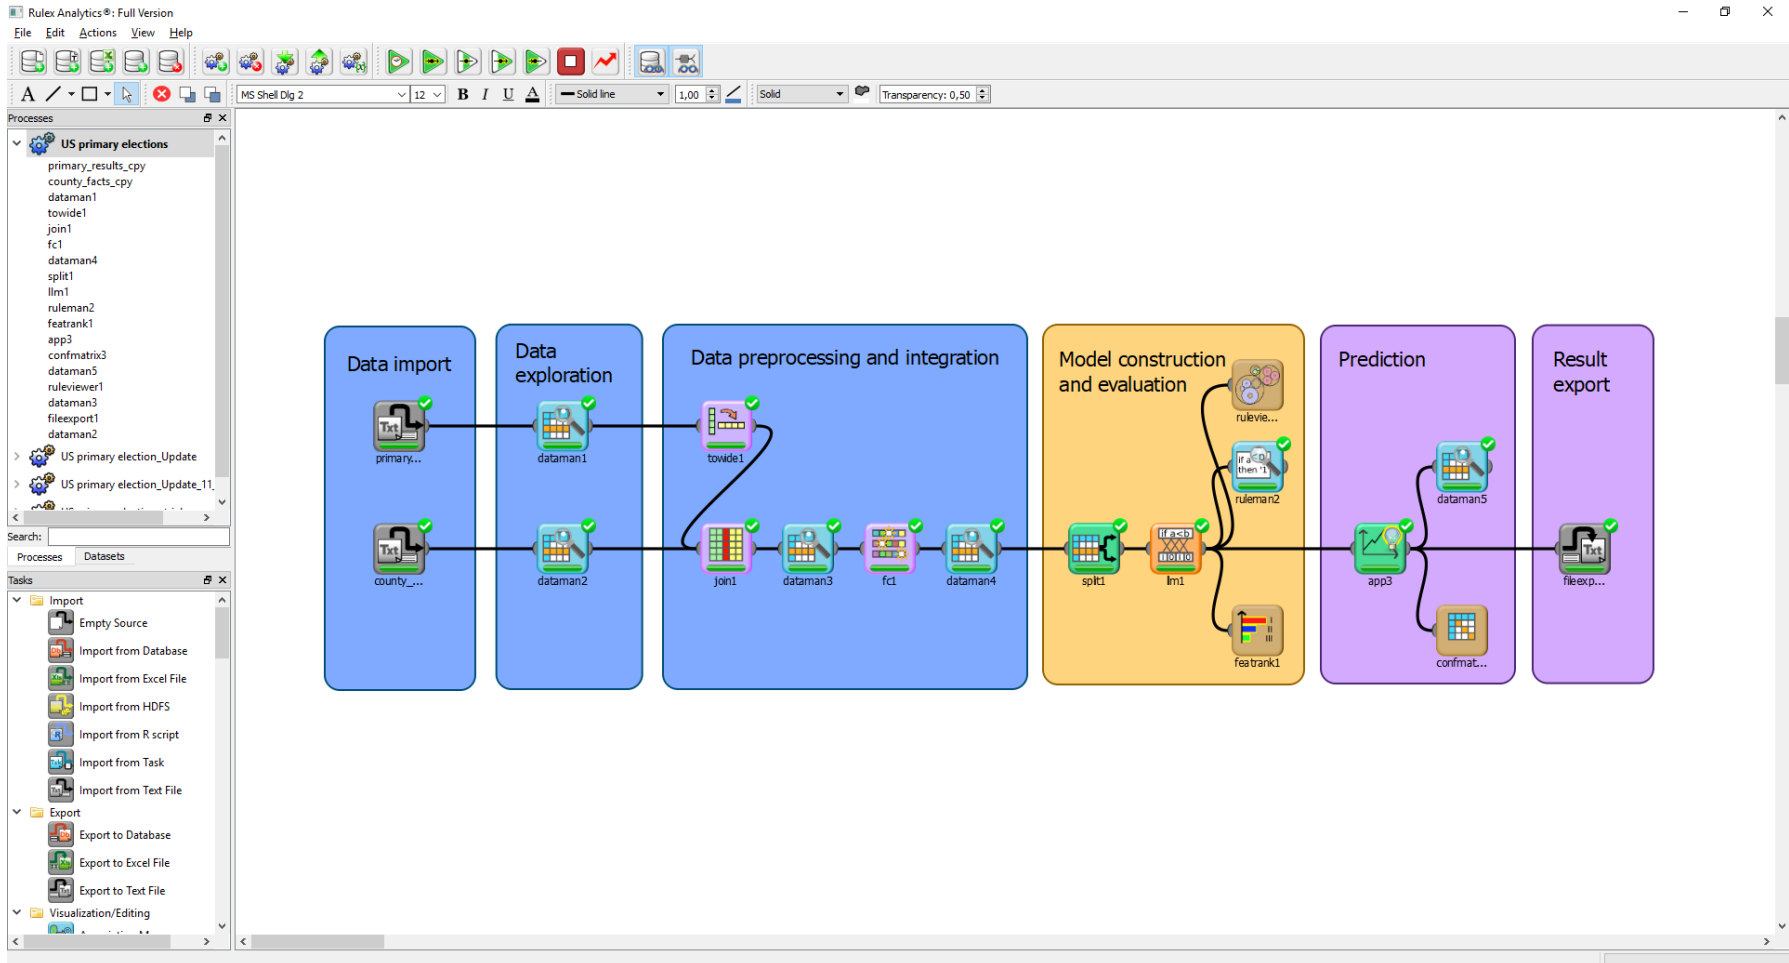 Rulex Analytics®: Full Version
File Edit Actions View Help
A MS Shell Dlg 2 12 B I U A Solid line 1,00 Solid Transparency: 0,50
Processes
US primary elections
primary_results_cpy
county_facts_cpy
dataman1
towide1
join1
fc1
dataman4
split1
llm1
ruleman2
featrank1
app3
confmatrix3
dataman5
ruleviewer1
dataman3
fileexport1
dataman2
US primary election_Update
US primary election_Update_11_
Search:
Processes Datasets
Tasks
Import
Empty Source
Import from Database
Import from Excel File
Import from HDFS
Import from R script
Import from Task
Import from Text File
Export
Export to Database
Export to Excel File
Export to Text File
Visualization/Editing
Data import
Txt
primary...
Txt
county_...
Data
exploration
dataman1
dataman2
Data preprocessing and integration
towide1
join1
dataman3
fc1
dataman4
Model construction
and evaluation
rulevie...
ruleman2
split1
if a<b
llm1
featrank1
Prediction
dataman5
app3
confmat...
Result
export
Txt
fileexp...